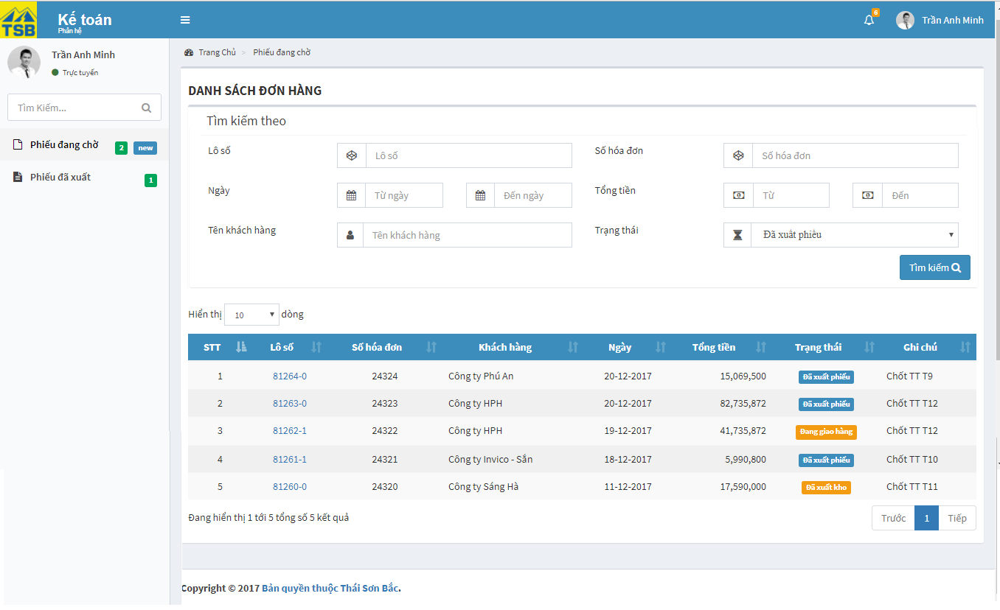 TSB
Kế toán
Phân hệ
6
Trần Anh Minh
Trần Anh Minh
Trực tuyến
Tìm Kiếm...
Phiếu đang chờ 2 new
Phiếu đã xuất 1
Trang Chủ > Phiếu đang chờ
DANH SÁCH ĐƠN HÀNG
Tìm kiếm theo
Lô số Lô số Số hóa đơn Số hóa đơn
Ngày Từ ngày Đến ngày Tổng tiền Từ Đến
Tên khách hàng Tên khách hàng Trạng thái Đã xuất phiếu
Tìm kiếm
Hiển thị 10 dòng
STT Lô số Số hóa đơn Khách hàng Ngày Tổng tiền Trạng thái Ghi chú
1 81264-0 24324 Công ty Phú An 20-12-2017 15,069,500 Đã xuất phiếu Chốt TT T9
2 81263-0 24323 Công ty HPH 20-12-2017 82,735,872 Đã xuất phiếu Chốt TT T12
3 81262-1 24322 Công ty HPH 19-12-2017 41,735,872 Đang giao hàng Chốt TT T12
4 81261-1 24321 Công ty Invico - Sắn 18-12-2017 5,990,800 Đã xuất phiếu Chốt TT T10
5 81260-0 24320 Công ty Sáng Hà 11-12-2017 17,590,000 Đã xuất kho Chốt TT T11
Đang hiển thị 1 tới 5 tổng số 5 kết quả
Trước 1 Tiếp
Copyright © 2017 Bản quyền thuộc Thái Sơn Bắc.